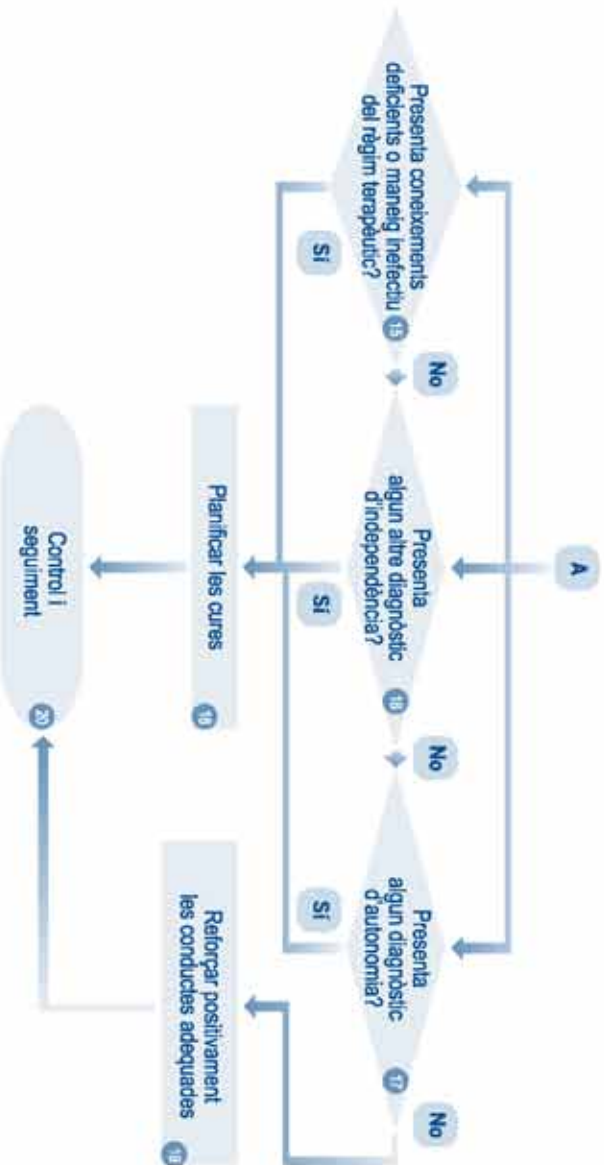 A
Presenta coneixements
deficients o maneig inefectiu
del règim terapèutic?
15
No
Sí
Presenta
algun altre diagnòstic
d'independència?
16
No
Sí
Presenta
algun diagnòstic
d'autonomia?
17
No
Sí
Planificar les cures
18
Reforçar positivament
les conductes adequades
19
Control i
seguiment
20